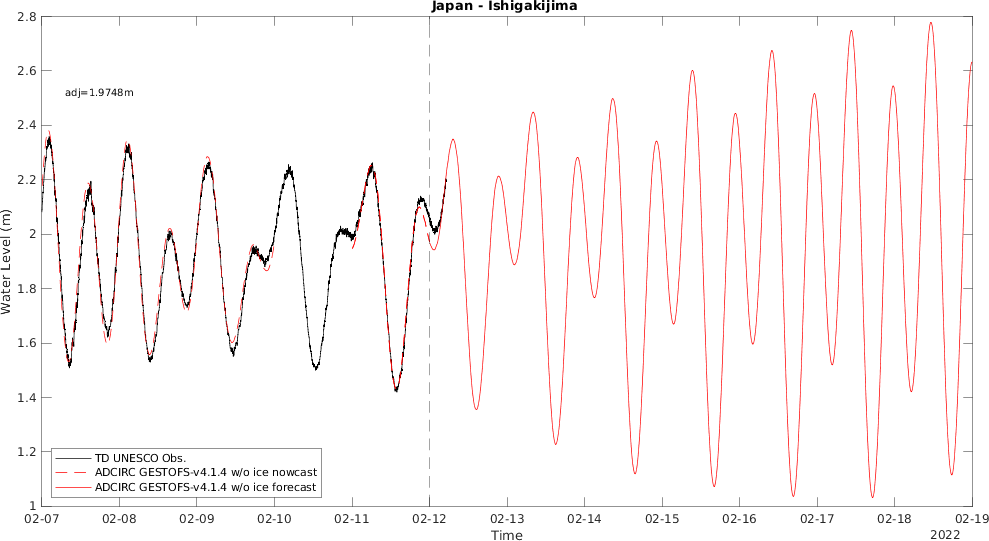 Japan - Ishigakijima
2.8
2.6
2.4
2.2
2
1.8
1.6
1.4
1.2
1
Water Level (m)
adj=1.9748m
TD UNESCO Obs.
ADCIRC GESTOFS-v4.1.4 w/o ice nowcast
ADCIRC GESTOFS-v4.1.4 w/o ice forecast
02-07 02-08 02-09 02-10 02-11 02-12 02-13 02-14 02-15 02-16 02-17 02-18 02-19
Time
2022